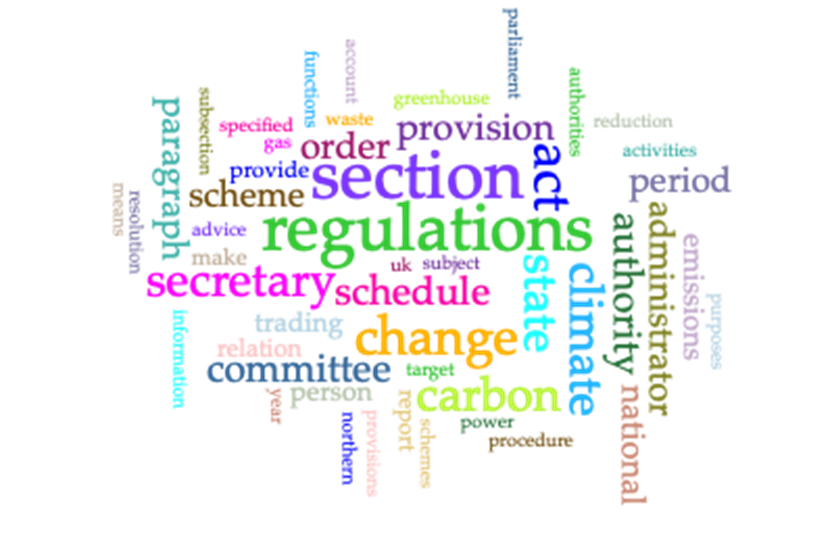 parliament
account
functions
authorities
subsection
greenhouse
paragraph
specified
waste
provision
reduction
gas
order
act
activities
provide
section
period
scheme
resolution
means
advice
regulations
administrator
authority
emissions
make
uk
subject
state
climate
secretary
schedule
purposes
information
trading
change
relation
committee
target
national
year
person
carbon
report
northern
provisions
schemes
power
procedure